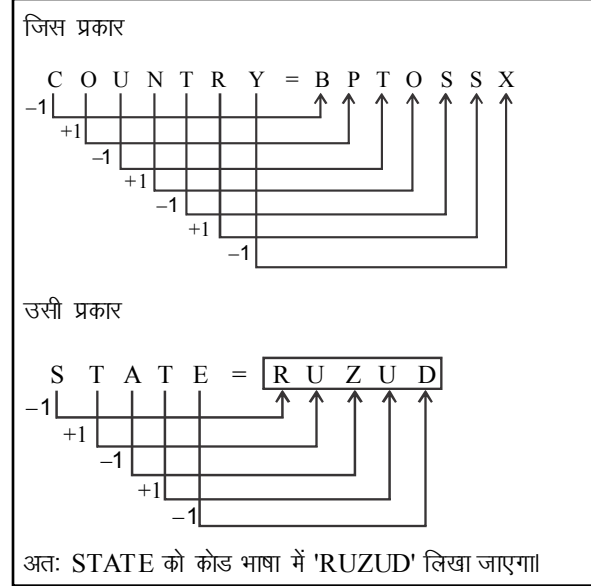 जिस प्रकार
C O U N T R Y = B P T O S S X
–1
+1
–1
+1
–1
+1
–1
उसी प्रकार
S T A T E = R U Z U D
–1
+1
–1
+1
–1
अत: STATE को कोड भाषा में 'RUZUD' लिखा जाएगा।